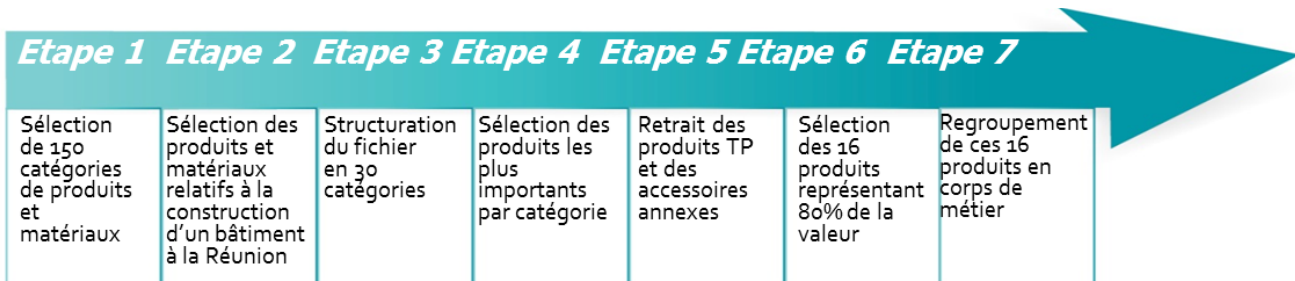 Etape 1 Etape 2 Etape 3 Etape 4 Etape 5 Etape 6 Etape 7
Sélection
de 150
catégories
de produits
et
matériaux
Sélection des
produits et
matériaux
relatifs à la
construction
d’un bâtiment
à la Réunion
Structuration
du fichier
en 30
catégories
Sélection des
produits les
plus
importants
par catégorie
Retrait des
produits TP
et des
accessoires
annexes
Sélection
des 16
produits
représentant
80% de la
valeur
Regroupement
de ces 16
produits en
corps de
métier